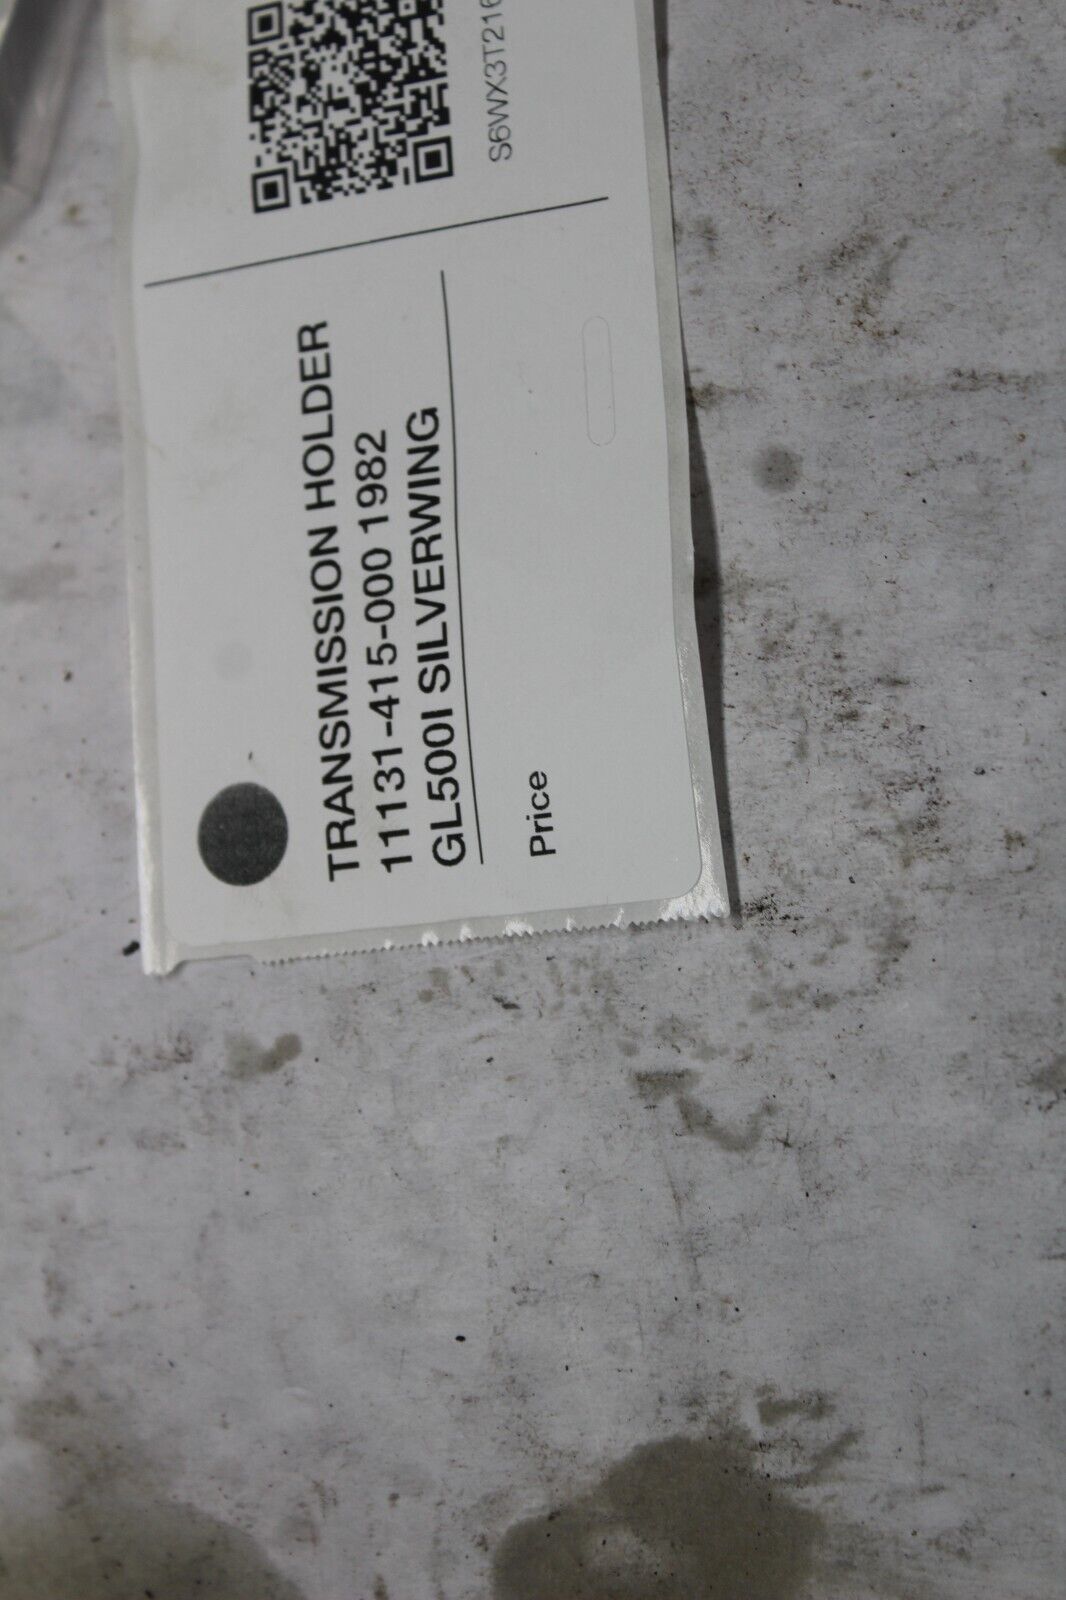 TRANSMISSION HOLDER
11131-415-000 1982
GL500I SILVERWING
Price
S6WX3T216